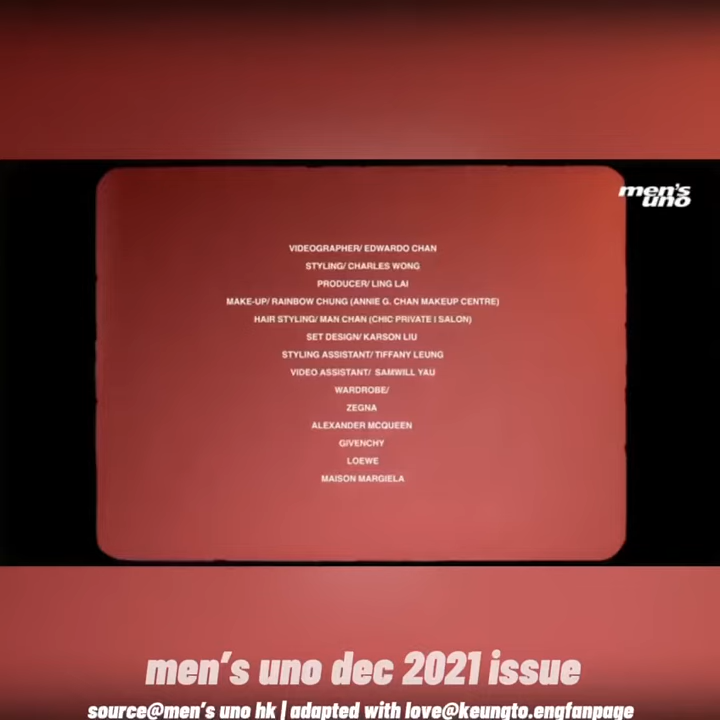 men's
uno
VIDEOGRAPHER/ EDWARDO CHAN
STYLING/ CHARLES WONG
PRODUCER/ LING LAI
MAKE-UP/ RAINBOW CHUNG (ANNIE G. CHAN MAKEUP CENTRE)
HAIR STYLING/ MAN CHAN (CHIC PRIVATE I SALON)
SET DESIGN/ KARSON LIU
STYLING ASSISTANT/ TIFFANY LEUNG
VIDEO ASSISTANT/ SAMWILL YAU
WARDROBE/
ZEGNA
ALEXANDER MCQUEEN
GIVENCHY
LOEWE
MAISON MARGIELA
men's uno dec 2021 issue
source@men's uno hk | adapted with love@keungto.engfanpage